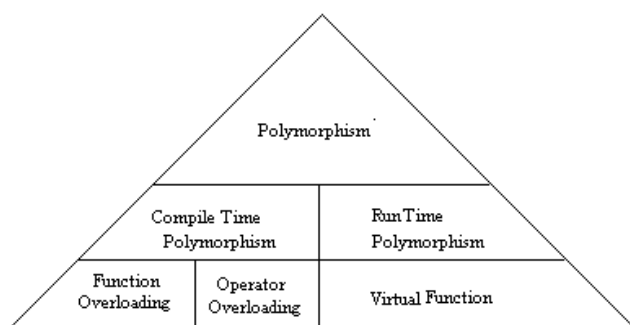 Polymorphism
Compile Time
Polymorphism
RunTime
Polymorphism
Function
Overloading
Operator
Overloading
Virtual Function